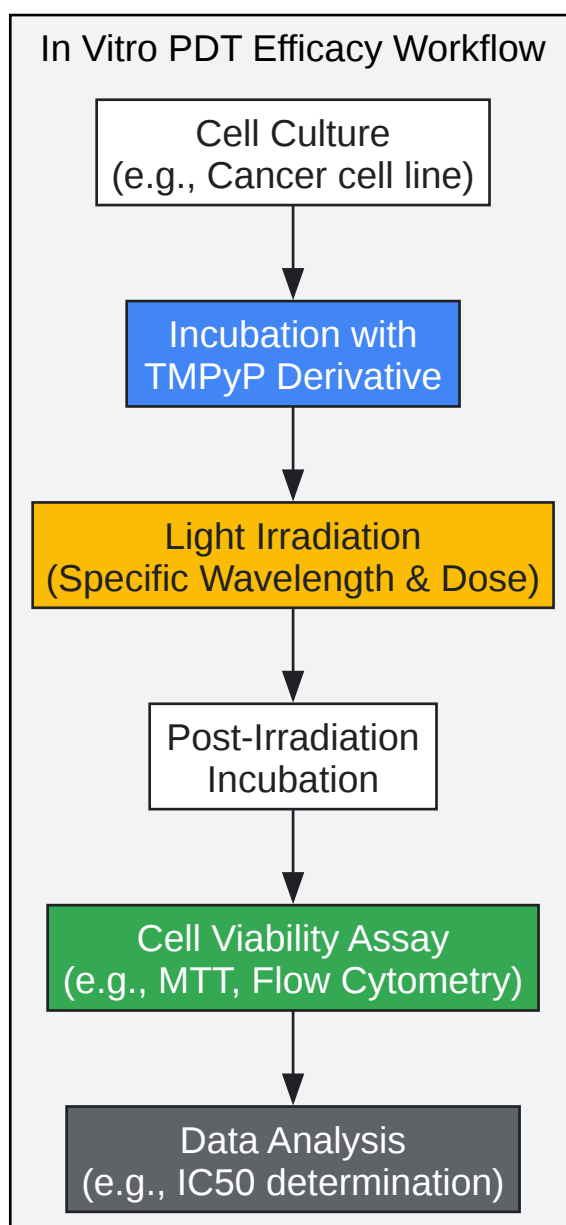 In Vitro PDT Efficacy Workflow
Cell Culture
(e.g., Cancer cell line)
Incubation with
TMPyP Derivative
Light Irradiation
(Specific Wavelength & Dose)
Post-Irradiation
Incubation
Cell Viability Assay
(e.g., MTT, Flow Cytometry)
Data Analysis
(e.g., IC50 determination)